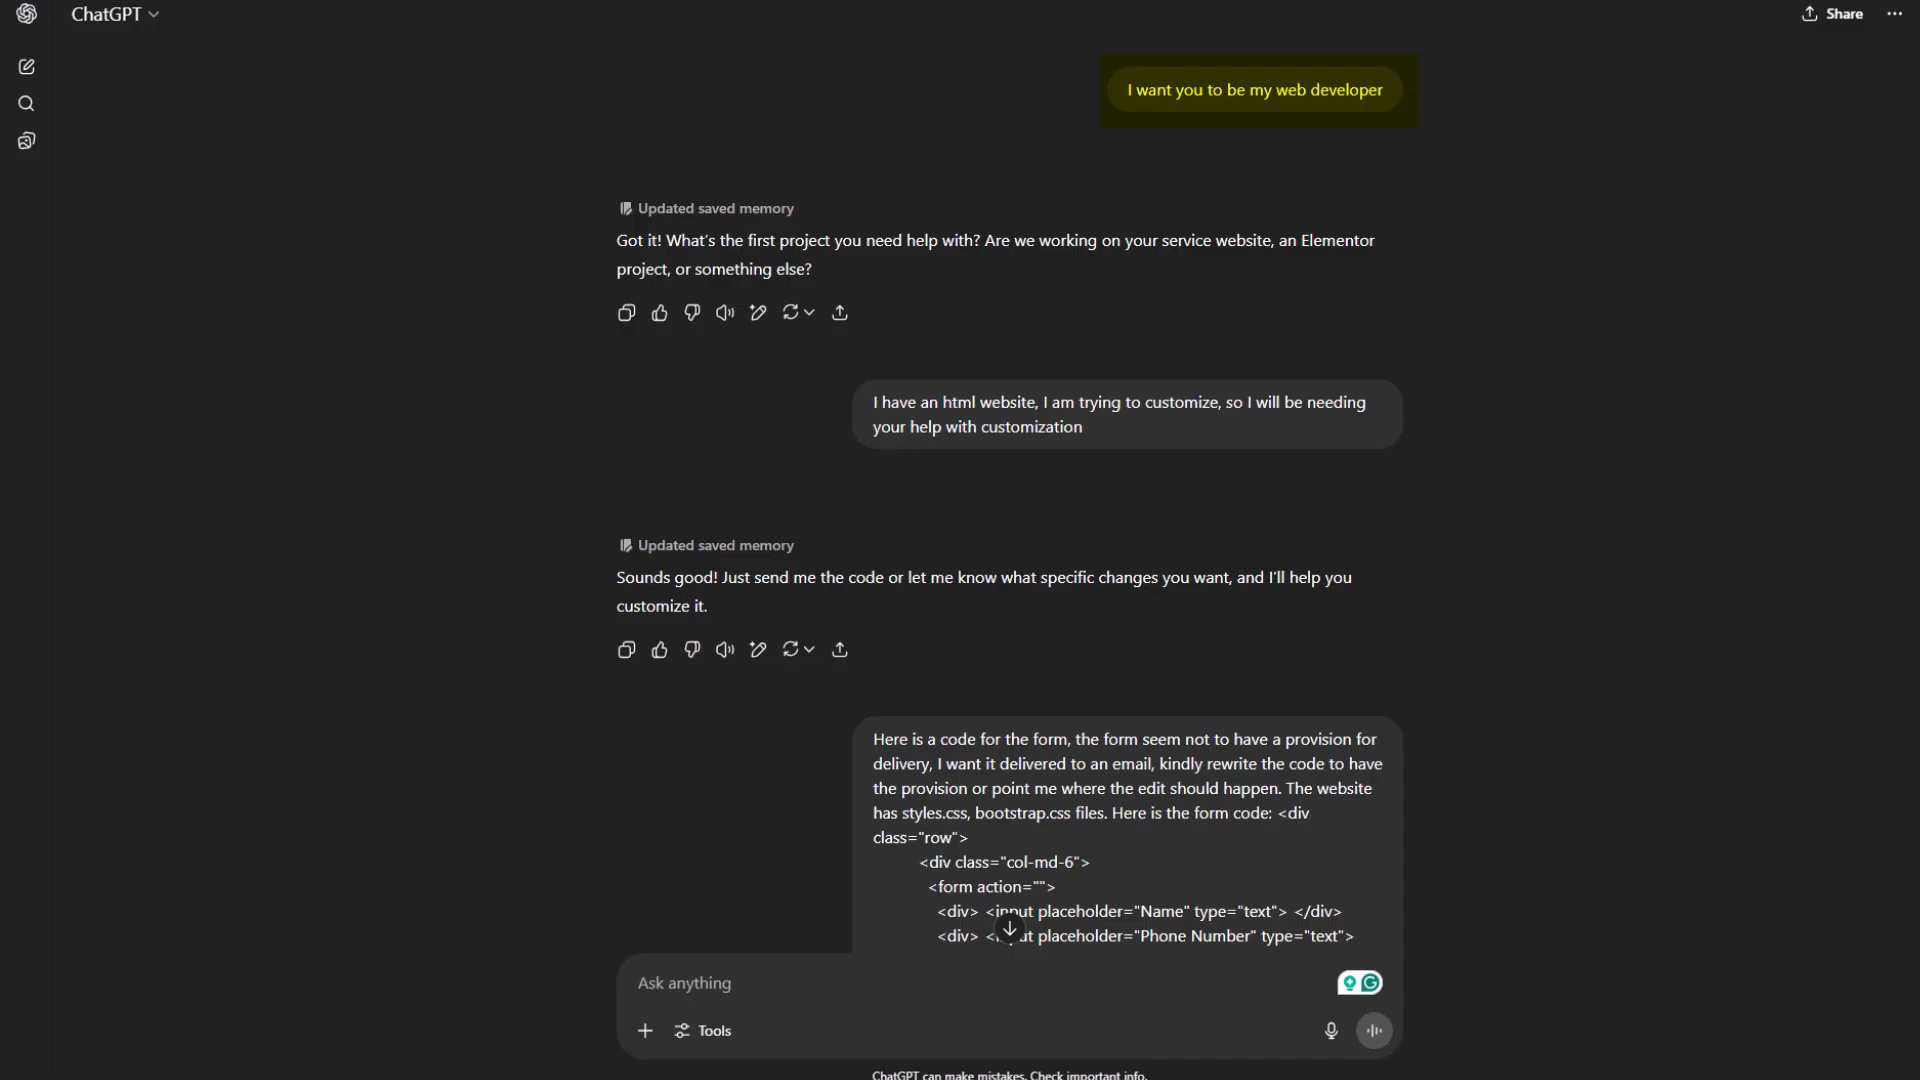 ChatGPT
Share
I want you to be my web developer
Updated saved memory
Got it! What's the first project you need help with? Are we working on your service website, an Elementor
project, or something else?
I have an html website, I am trying to customize, so I will be needing
your help with customization
Updated saved memory
Sounds good! Just send me the code or let me know what specific changes you want, and I'll help you
customize it.
Here is a code for the form, the form seem not to have a provision for
delivery, I want it delivered to an email, kindly rewrite the code to have
the provision or point me where the edit should happen. The website
has styles.css, bootstrap.css files. Here is the form code: <div
class="row">
<div class="col-md-6">
<form action="">
<div> <input placeholder="Name" type="text"> </div>
<div> <input placeholder="Phone Number" type="text">
Ask anything
Tools
ChatGPT can make mistakes. Check important info.